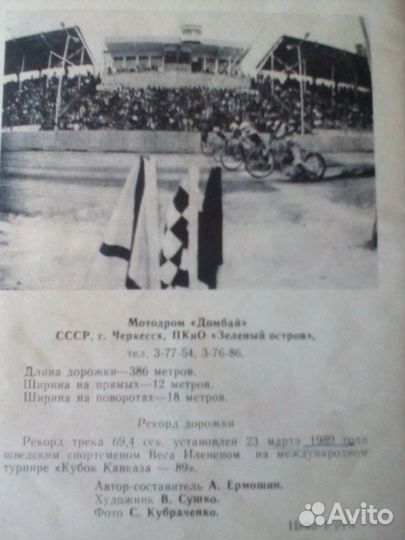 Мотодром «Домбай»
СССР, г. Черкесск, ПКиО «Зеленый остров»,
тел. 3-77-54, 3-76-86.
Длина дорожки—386 метров.
Ширина на прямых—12 метров.
Ширина на поворотах—18 метров.
Рекорд дорожки
Рекорд трека 69,4 сек. установлен 23 марта 1989 года
шведским спортсменом Веса Илененом на международном
турнире «Кубок Кавказа — 89».
Автор-составитель А. Ермошин.
Художник В. Сушко.
Фото С. Кубраченко.
Цена
Avito